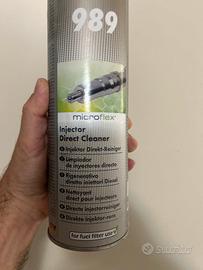 989
microflex®
Injector
Direct Cleaner
Injektor Direkt-Reiniger
Limpiador
de inyectores directo
Rigenerativa
diretto iniettori Diesel
Nettoyant
direct pour injecteurs
Directe injectorreiniger
Direkte injektor-rens
for fuel filter use
Subito.it